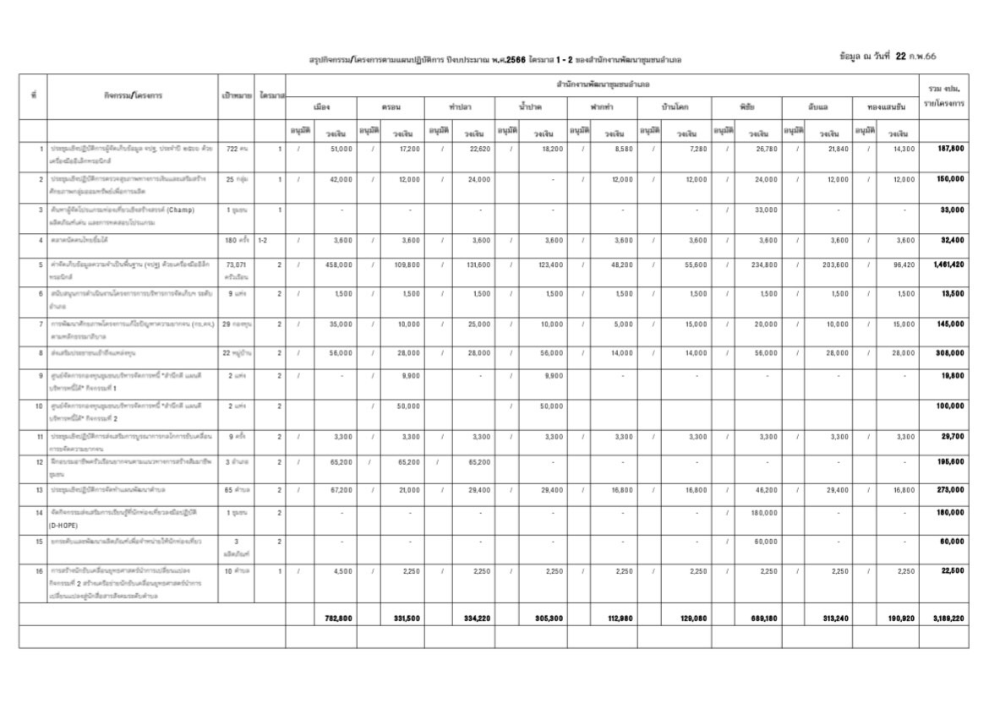 สรุปกิจกรรม/โครงการตามแผนปฏิบัติการ ปีงบประมาณ พ.ศ.2566 ไตรมาส 1 - 2 ของสำนักงานพัฒนาชุมชนอำเภอ
ข้อมูล ณ วันที่ 22 ก.พ.66
ที่ กิจกรรม/โครงการ เป้าหมาย ไตรมาส สำนักงานพัฒนาชุมชนอำเภอ รวม งปม.
รายโครงการ
เมือง ตรอน ท่าปลา น้ำปาด ฟากท่า บ้านโคก พิชัย ลับแล ทองแสนขัน
อนุมัติ วงเงิน อนุมัติ วงเงิน อนุมัติ วงเงิน อนุมัติ วงเงิน อนุมัติ วงเงิน อนุมัติ วงเงิน อนุมัติ วงเงิน อนุมัติ วงเงิน อนุมัติ วงเงิน
1 ประชุมเชิงปฏิบัติการผู้จัดเก็บข้อมูล จปฐ. ประจำปี ๒๕๖๖ ด้วย 722 คน 1 / 51,000 / 17,200 / 22,620 / 18,200 / 8,580 / 7,280 / 26,780 / 21,840 / 14,300 187,800
เครื่องมืออิเล็กทรอนิกส์
2 ประชุมเชิงปฏิบัติการตรวจสุขภาพทางการเงินและเสริมสร้าง 25 กลุ่ม 1 / 42,000 / 12,000 / 24,000 - / 12,000 / 12,000 / 24,000 / 12,000 / 12,000 150,000
ศักยภาพกลุ่มออมทรัพย์เพื่อการผลิต
3 ค้นหาผู้จัดโปรแกรมท่องเที่ยวเชิงสร้างสรรค์ (Champ) 1 ชุมชน 1 - - - - - - / 33,000 - - 33,000
ผลิตภัณฑ์เด่น และการทดสอบโปรแกรม
4 ตลาดนัดคนไทยยิ้มได้ 180 ครั้ง 1-2 / 3,600 / 3,600 / 3,600 / 3,600 / 3,600 / 3,600 / 3,600 / 3,600 / 3,600 32,400
5 ค่าจัดเก็บข้อมูลความจำเป็นพื้นฐาน (จปฐ) ด้วยเครื่องมืออิเล็ก 73,071 2 / 458,000 / 109,800 / 131,600 / 123,400 / 48,200 / 55,600 / 234,800 / 203,600 / 96,420 1,461,420
ทรอนิกส์ ครัวเรือน
6 สนับสนุนการดำเนินงานโครงการการบริหารการจัดเก็บฯ ระดับ 9 แห่ง 2 / 1,500 / 1,500 / 1,500 / 1,500 / 1,500 / 1,500 / 1,500 / 1,500 / 1,500 13,500
อำเภอ
7 การพัฒนาศักยภาพโครงการแก้ไขปัญหาความยากจน (กข.คจ.) 29 กองทุน 2 / 35,000 / 10,000 / 25,000 / 10,000 / 5,000 / 15,000 / 20,000 / 10,000 / 15,000 145,000
ตามหลักธรรมาภิบาล
8 ส่งเสริมประชาชนเข้าถึงแหล่งทุน 22 หมู่บ้าน 2 / 56,000 / 28,000 / 28,000 / 56,000 / 14,000 / 14,000 / 56,000 / 28,000 / 28,000 308,000
9 ศูนย์จัดการกองทุนชุมชนบริหารจัดการหนี้ "สำนึกดี แผนดี 2 แห่ง 2 / - / 9,900 - / 9,900 - - - - - 19,800
บริหารหนี้ได้" กิจกรรมที่ 1
10 ศูนย์จัดการกองทุนชุมชนบริหารจัดการหนี้ "สำนึกดี แผนดี 2 แห่ง 2 / 50,000 / 50,000 100,000
บริหารหนี้ได้" กิจกรรมที่ 2
11 ประชุมเชิงปฏิบัติการส่งเสริมการบูรณาการกลไกการขับเคลื่อน 9 ครั้ง 2 / 3,300 / 3,300 / 3,300 / 3,300 / 3,300 / 3,300 / 3,300 / 3,300 / 3,300 29,700
การขจัดความยากจน
12 ฝึกอบรมอาชีพครัวเรือนยากจนตามแนวทางการสร้างสัมมาชีพ 3 อำเภอ 2 / 65,200 / 65,200 / 65,200 - - - - - - 195,600
ชุมชน
13 ประชุมเชิงปฏิบัติการจัดทำแผนพัฒนาตำบล 65 ตำบล 2 / 67,200 / 21,000 / 29,400 / 29,400 / 16,800 / 16,800 / 46,200 / 29,400 / 16,800 273,000
14 จัดกิจกรรมส่งเสริมการเรียนรู้ที่นักท่องเที่ยวลงมือปฏิบัติ 1 ชุมชน 2 - - - - - - / 180,000 - - 180,000
(D-HOPE)
15 ยกระดับและพัฒนาผลิตภัณฑ์เพื่อจำหน่ายให้นักท่องเที่ยว 3 2 - - - - - - / 60,000 - - 60,000
ผลิตภัณฑ์
16 การสร้างนักขับเคลื่อนยุทธศาสตร์นำการเปลี่ยนแปลง 10 ตำบล 1 / 4,500 / 2,250 / 2,250 / 2,250 / 2,250 / 2,250 / 2,250 / 2,250 / 2,250 22,500
กิจกรรมที่ 2 สร้างเครือข่ายนักขับเคลื่อนยุทธศาสตร์นำการ
เปลี่ยนแปลงสู่นักสื่อสารสังคมระดับตำบล
782,800 331,500 334,220 305,300 112,980 129,080 689,180 313,240 190,920 3,189,220